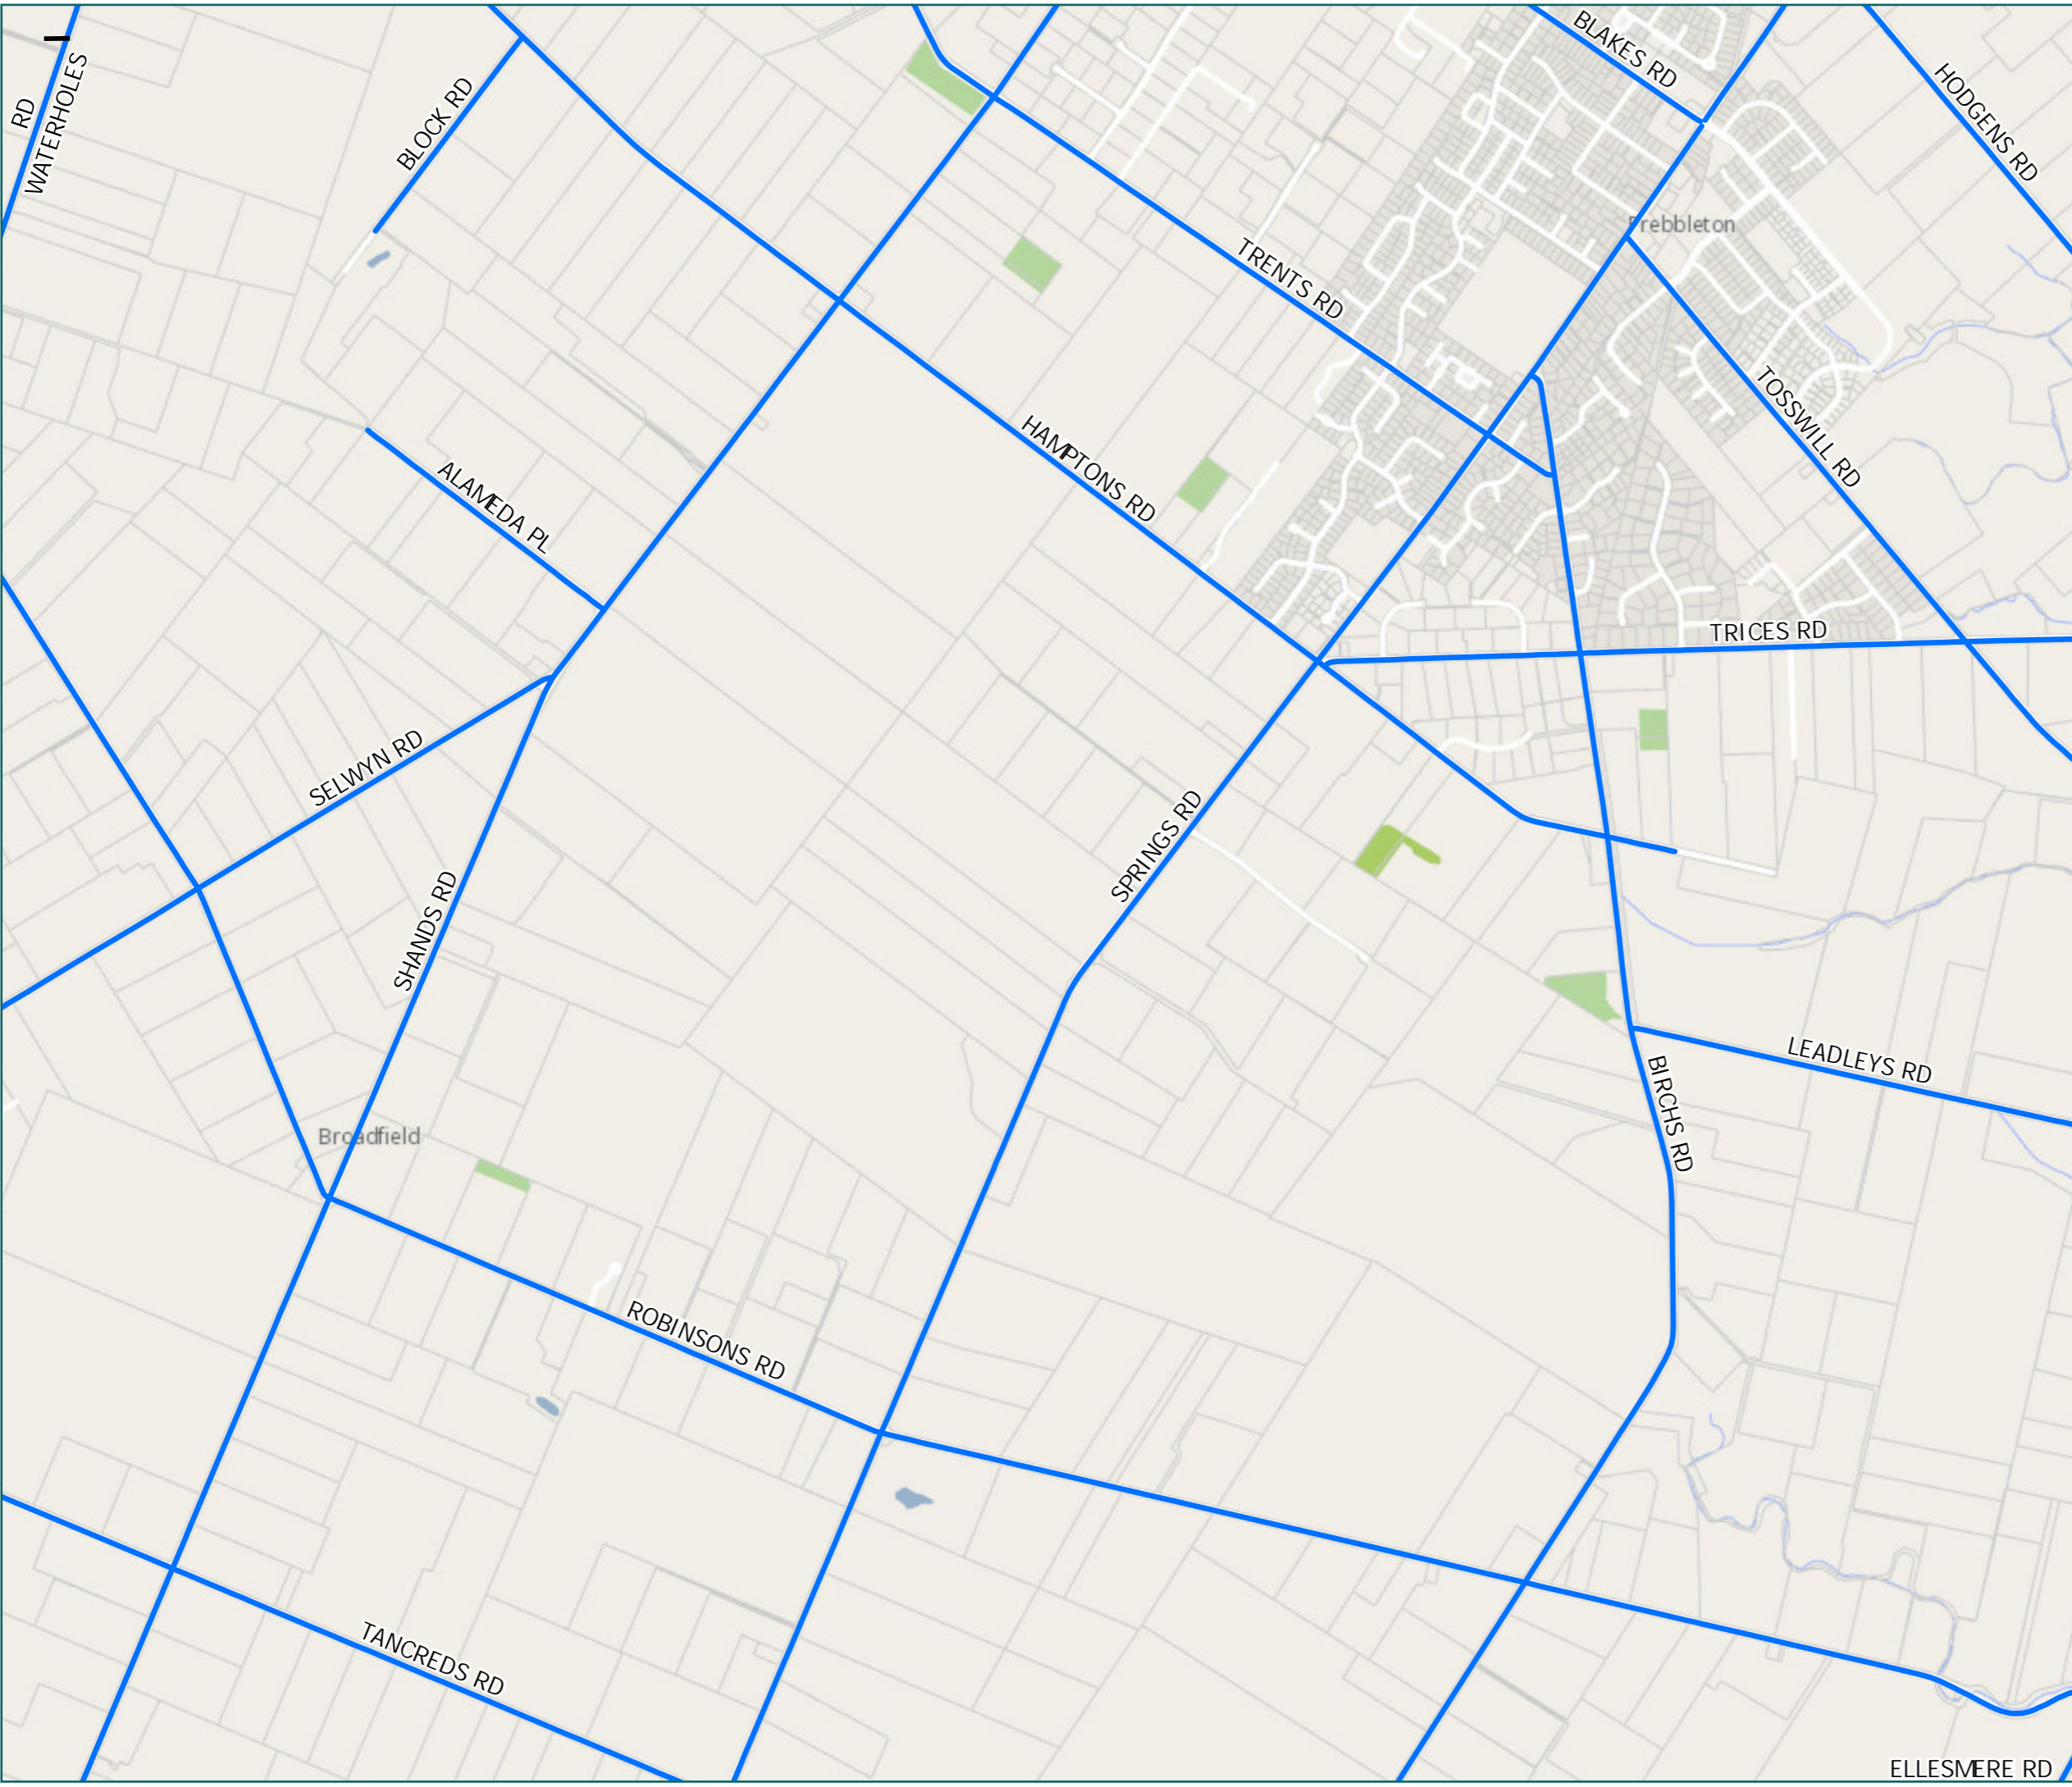 BLAKES RD
HODGENS RD
RD
WATERHOLES
BLOCK RD
Prebbleton
TRENTS RD
TOSSWILL RD
HAMPTONS RD
ALAMEDA PL
TRICES RD
SELWYN RD
SPRINGS RD
SHANDS RD
LEADLEYS RD
BIRCHS RD
Broadfield
ROBINSONS RD
TANCREDS RD
ELLESMERE RD